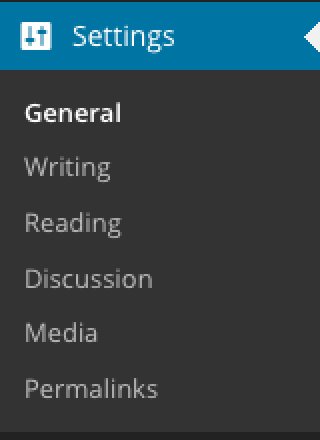 Settings
General
Writing
Reading
Discussion
Media
Permalinks